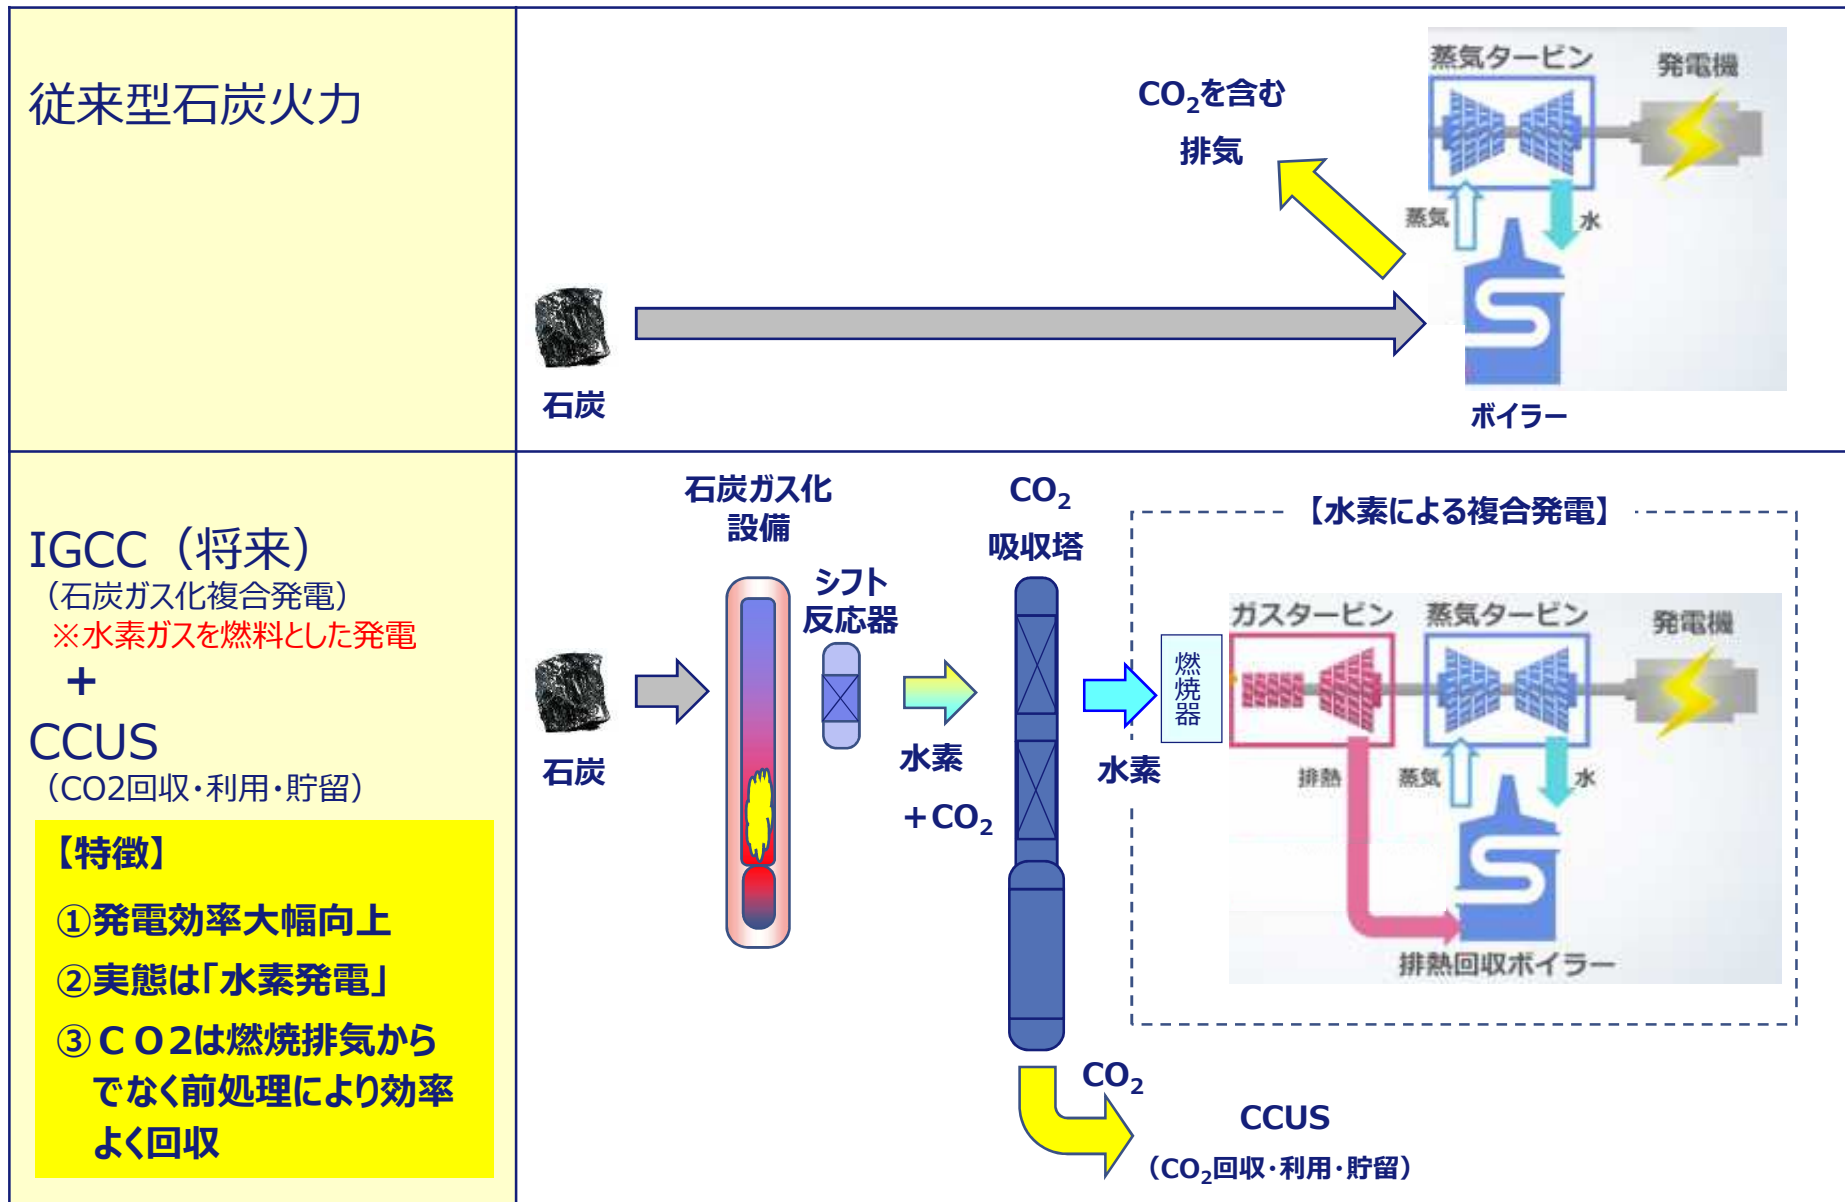 従来型石炭火力
CO2を含む
排気
蒸気タービン
発電機
蒸気
水
石炭
ボイラー
IGCC（将来）
（石炭ガス化複合発電）
※水素ガスを燃料とした発電
+
CCUS
（CO2回収・利用・貯留）
【特徴】
①発電効率大幅向上
②実態は「水素発電」
③ＣＯ2は燃焼排気から
でなく前処理により効率
よく回収
石炭ガス化
設備
シフト
反応器
CO2
吸収塔
【水素による複合発電】
石炭
水素
+CO2
水素
燃焼器
ガスタービン
蒸気タービン
発電機
排熱
蒸気
水
排熱回収ボイラー
CO2
CCUS
（CO2回収・利用・貯留）